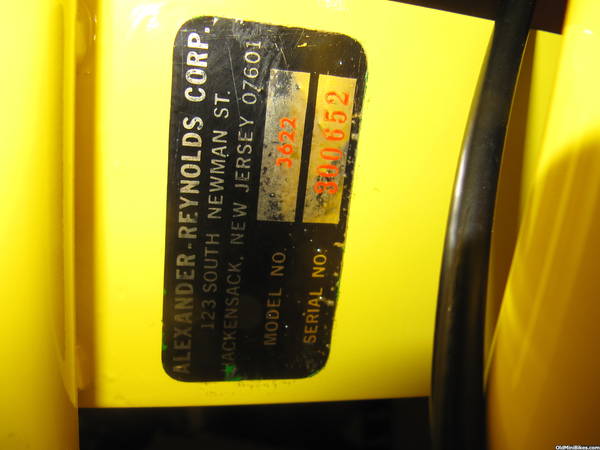 ALEXANDER-REYNOLDS CORP.
123 SOUTH NEWMAN ST.
HACKENSACK, NEW JERSEY 07601
MODEL NO. 3622
SERIAL NO: 300652
OldMiniBikes.com